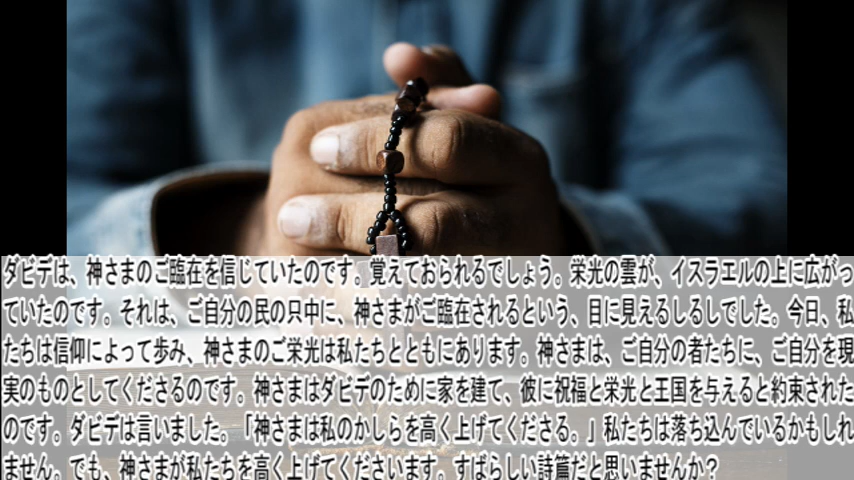 ダビデは、神さまのご臨在を信じていたのです。覚えておられるでしょう。栄光の雲が、イスラエルの上に広がっ
ていたのです。それは、ご自分の民の只中に、神さまがご臨在されるという、目に見えるしるしでした。今日、私
たちは信仰によって歩み、神さまのご栄光は私たちとともにあります。神さまは、ご自分の者たちに、ご自分を現
実のものとしてくださるのです。神さまはダビデのために家を建て、彼に祝福と栄光と王国を与えると約束された
のです。ダビデは言いました。「神さまは私のかしらを高く上げてくださる。」私たちは落ち込んでいるかもしれ
ません。でも、神さまが私たちを高く上げてくださいます。すばらしい詩篇だと思いませんか？